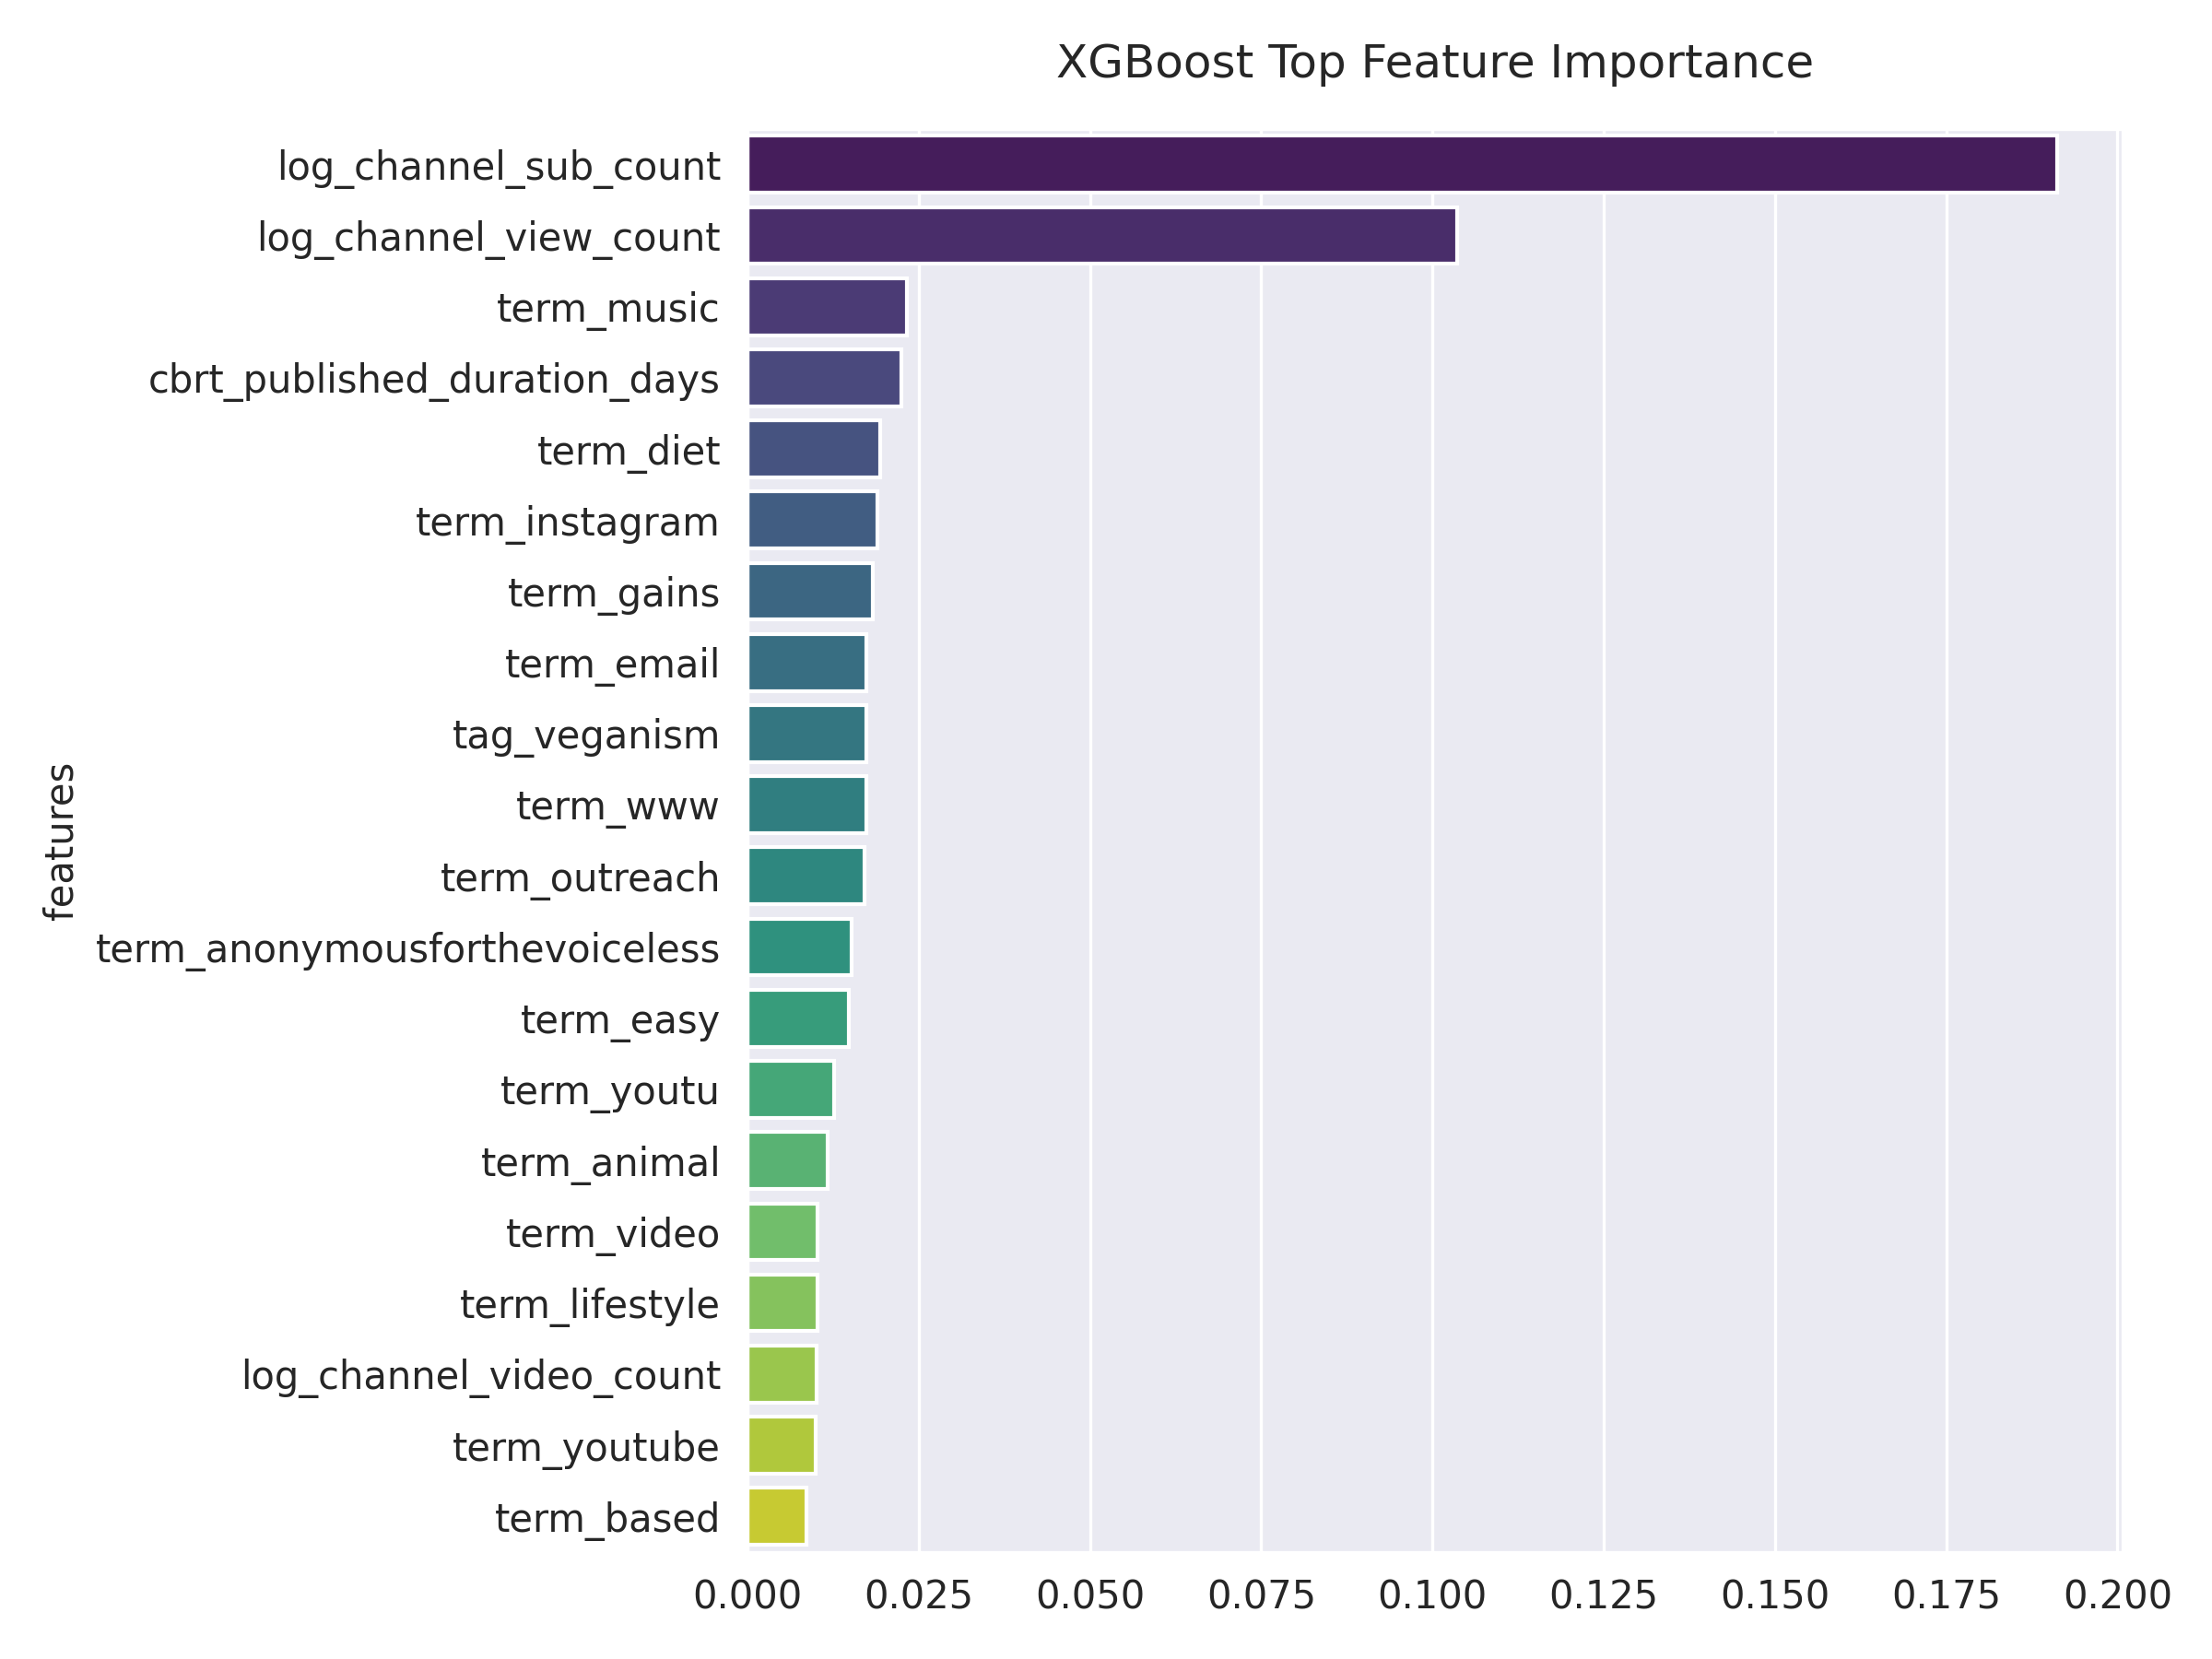 XGBoost Top Feature Importance
log_channel_sub_count
log_channel_view_count
term_music
cbrt_published_duration_days
term_diet
term_instagram
term_gains
term_email
tag_veganism
term_www
term_outreach
term_anonymousforthevoiceless
term_easy
term_youtu
term_animal
term_video
term_lifestyle
log_channel_video_count
term_youtube
term_based
features
0.000 0.025 0.050 0.075 0.100 0.125 0.150 0.175 0.200